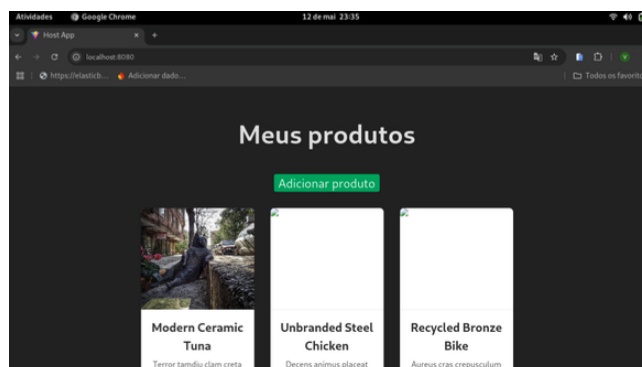 Atividades Google Chrome 12 de mai 23:35
Host App
localhost:8080
https://elasticb... Adicionar dado... Todos os favoritos
Meus produtos
Adicionar produto
Modern Ceramic Tuna
Unbranded Steel Chicken
Recycled Bronze Bike
Terror tamdiu clam creta
Decens animus placeat
Aureus cras crepusculum